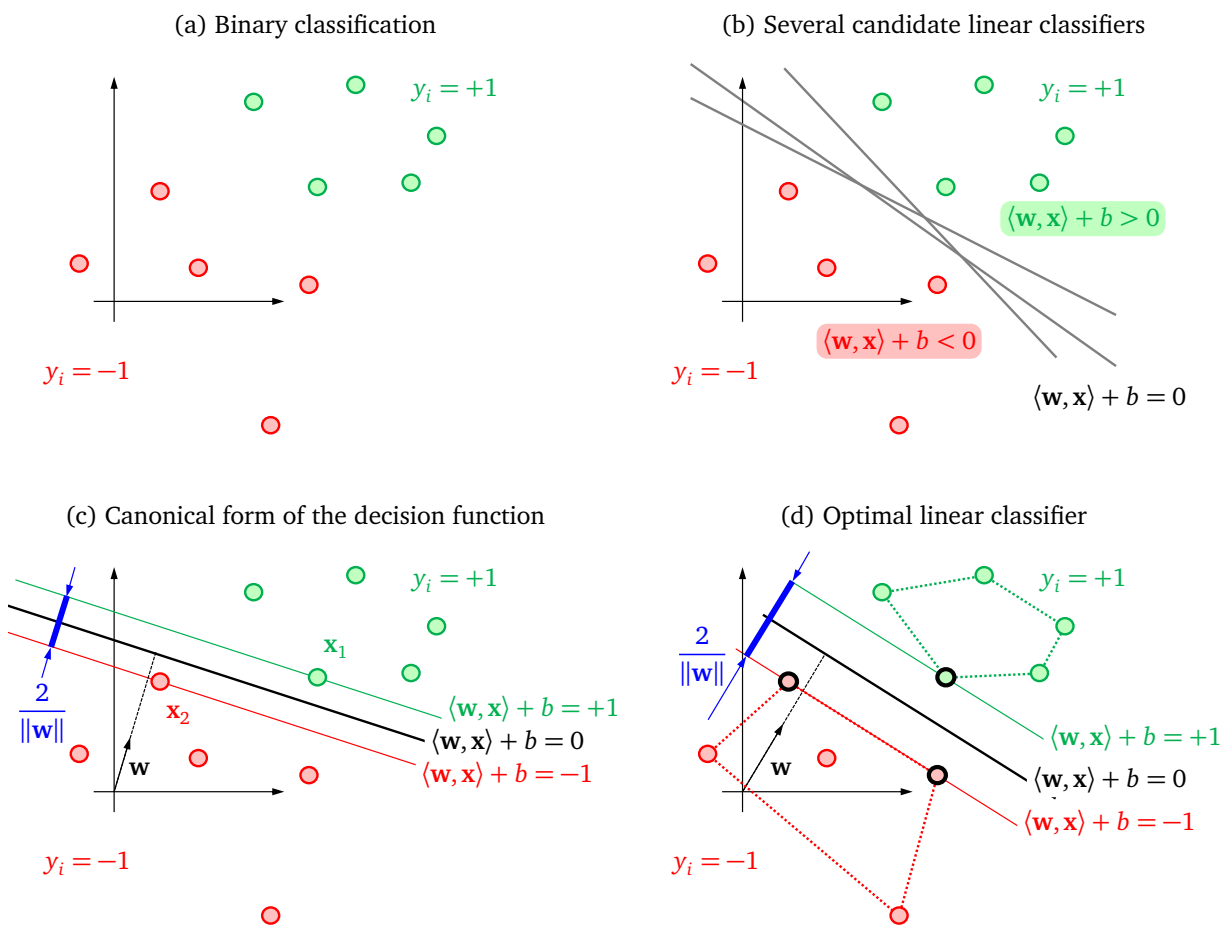 (a) Binary classification
y_i = +1
y_i = −1
(b) Several candidate linear classifiers
y_i = +1
⟨w, x⟩ + b > 0
⟨w, x⟩ + b < 0
y_i = −1
⟨w, x⟩ + b = 0
(c) Canonical form of the decision function
y_i = +1
x_1
2
‖w‖
x_2
⟨w, x⟩ + b = +1
⟨w, x⟩ + b = 0
w
⟨w, x⟩ + b = −1
y_i = −1
(d) Optimal linear classifier
y_i = +1
2
‖w‖
⟨w, x⟩ + b = +1
w
⟨w, x⟩ + b = 0
⟨w, x⟩ + b = −1
y_i = −1